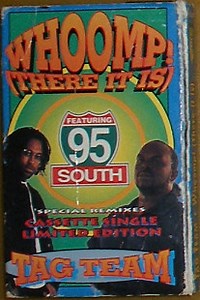 WHOOMP!
(THERE IT IS)
FEATURING
95
SOUTH
SPECIAL REMIXES
CASSETTE SINGLE
LIMITED EDITION
TAG TEAM